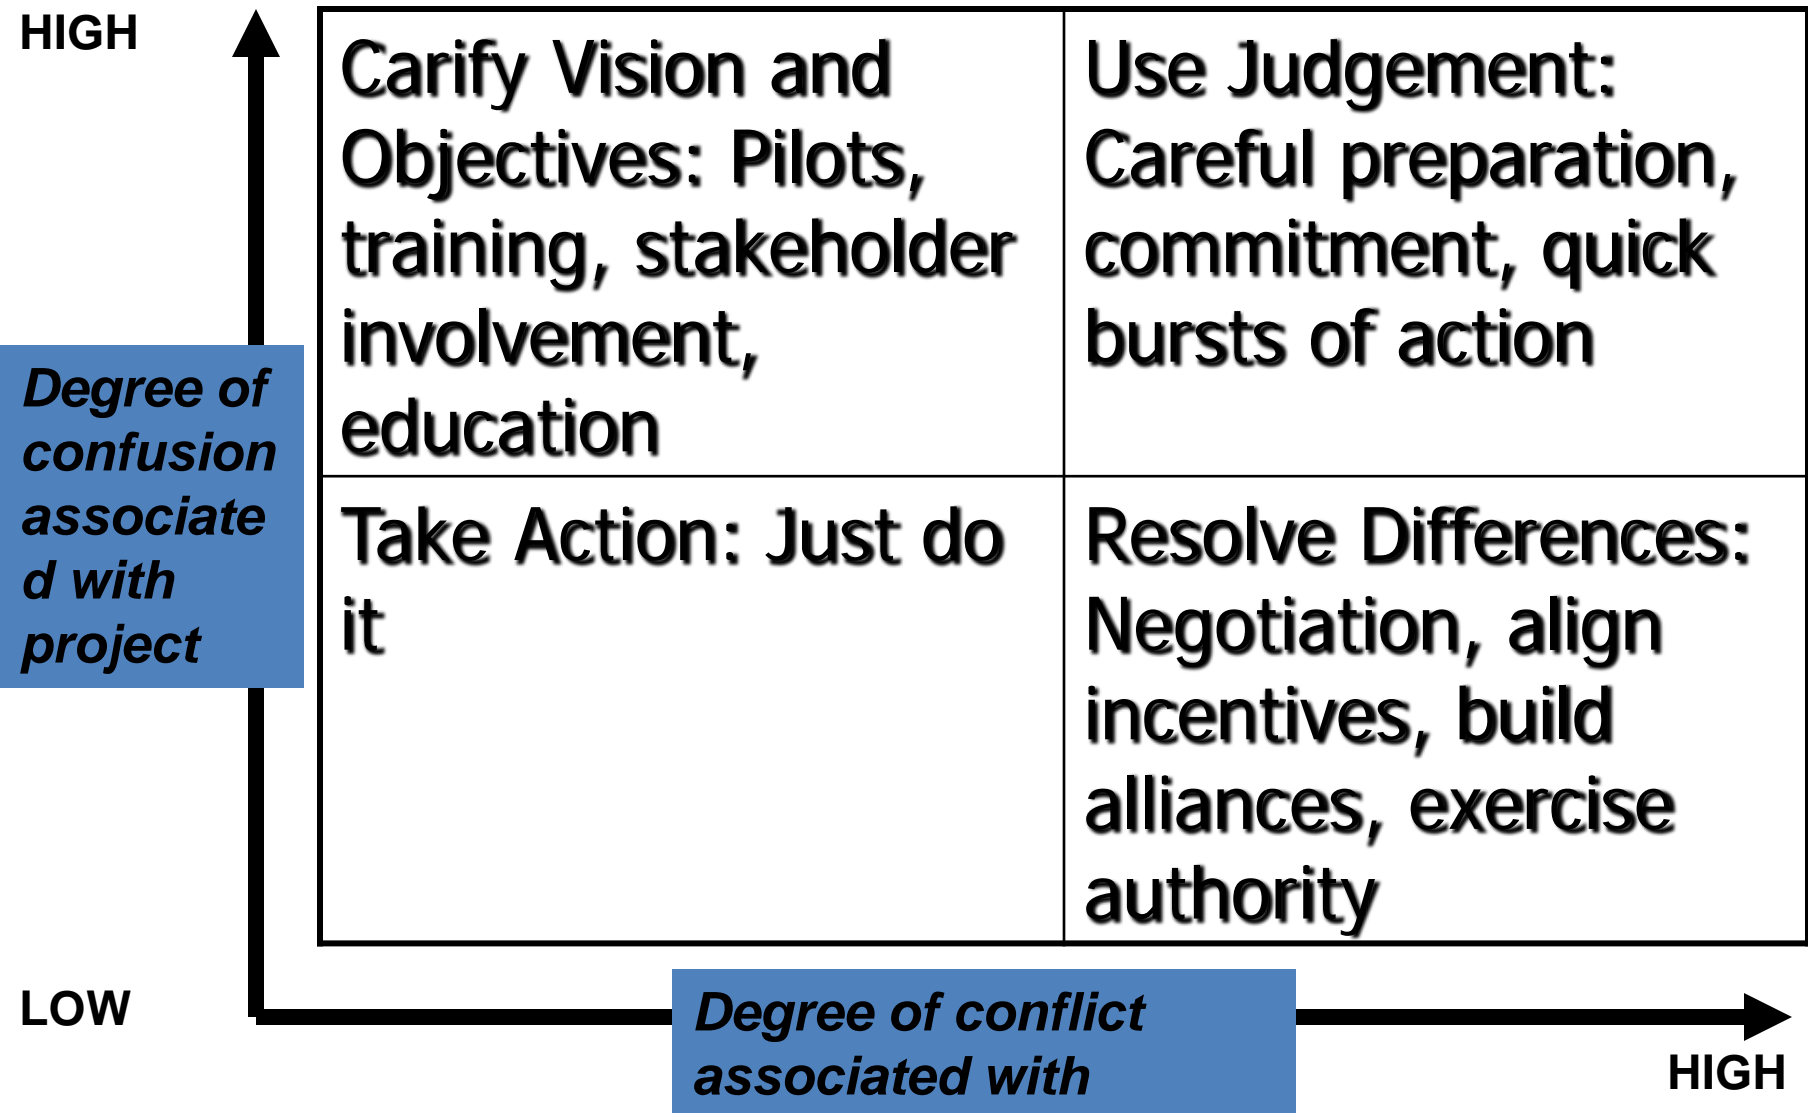 HIGH
Carify Vision and
Objectives: Pilots,
training, stakeholder
involvement,
education
Use Judgement:
Careful preparation,
commitment, quick
bursts of action
Degree of
confusion
associate
d with
project
Take Action: Just do
it
Resolve Differences:
Negotiation, align
incentives, build
alliances, exercise
authority
LOW
Degree of conflict
associated with
HIGH